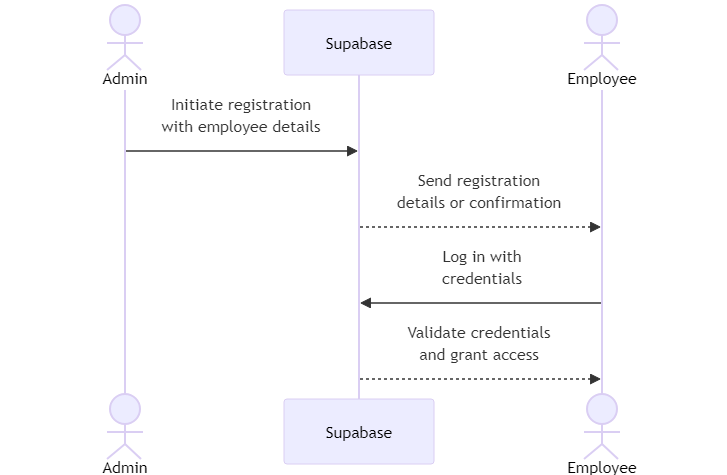 Supabase
Admin
Employee
Initiate registration
with employee details
Send registration
details or confirmation
Log in with
credentials
Validate credentials
and grant access
Supabase
Admin
Employee